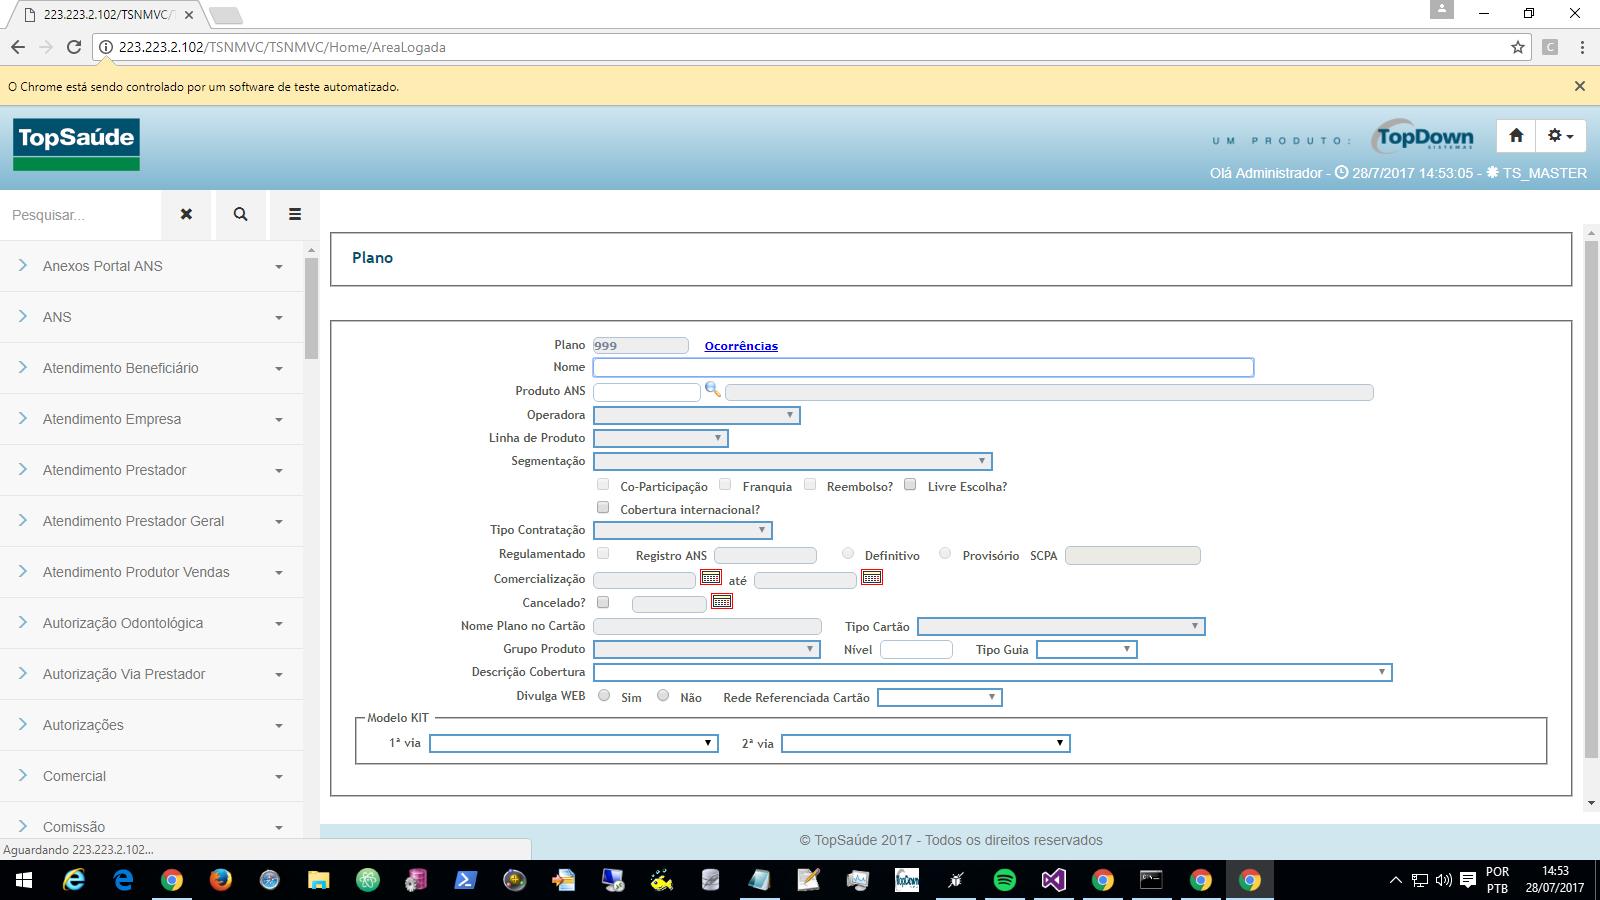 223.223.2.102/TSNMVC/T
223.223.2.102/TSNMVC/TSNMVC/Home/AreaLogada
C
O Chrome está sendo controlado por um software de teste automatizado.
TopSaúde
UM PRODUTO:
TopDown
SISTEMAS
Olá Administrador - 28/7/2017 14:53:05 - TS_MASTER
Pesquisar...
Anexos Portal ANS
ANS
Atendimento Beneficiário
Atendimento Empresa
Atendimento Prestador
Atendimento Prestador Geral
Atendimento Produtor Vendas
Autorização Odontológica
Autorização Via Prestador
Autorizações
Comercial
Comissão
Plano
Plano 999 Ocorrências
Nome
Produto ANS
Operadora
Linha de Produto
Segmentação
Co-Participação Franquia Reembolso? Livre Escolha?
Cobertura internacional?
Tipo Contratação
Regulamentado Registro ANS Definitivo Provisório SCPA
Comercialização até
Cancelado?
Nome Plano no Cartão Tipo Cartão
Grupo Produto Nível Tipo Guia
Descrição Cobertura
Divulga WEB Sim Não Rede Referenciada Cartão
Modelo KIT
1ª via 2ª via
© TopSaúde 2017 - Todos os direitos reservados
Aguardando 223.223.2.102...
TopDown
POR
PTB
14:53
28/07/2017